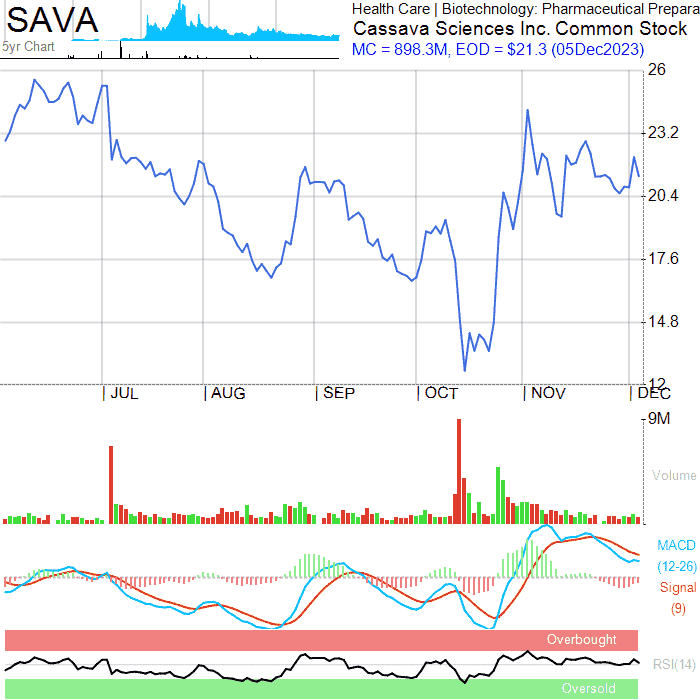 SAVA
5yr Chart
Health Care | Biotechnology: Pharmaceutical Prepara
Cassava Sciences Inc. Common Stock
MC = 898.3M, EOD = $21.3 (05Dec2023)
26
23.2
20.4
17.6
14.8
12
| JUL | AUG | SEP | OCT | NOV | DEC
9M
Volume
MACD
(12-26)
Signal
(9)
Overbought
RSI(14)
Oversold